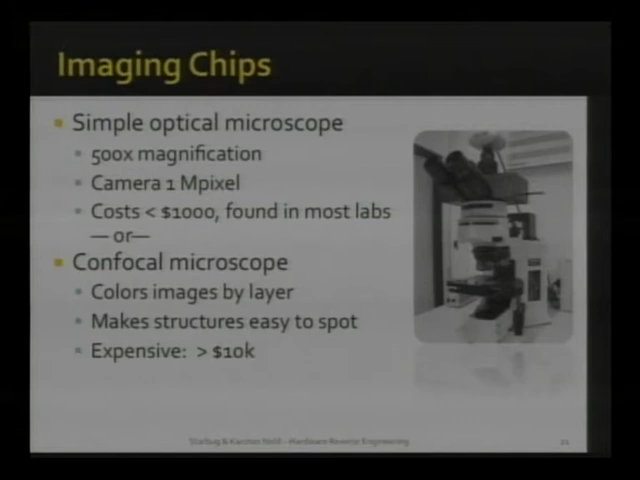 Imaging Chips
Simple optical microscope
500x magnification
Camera 1 Mpixel
Costs < $1000, found in most labs
— or—
Confocal microscope
Colors images by layer
Makes structures easy to spot
Expensive: > $10k
Starbug & Karsten Nohl - Hardware Reverse Engineering